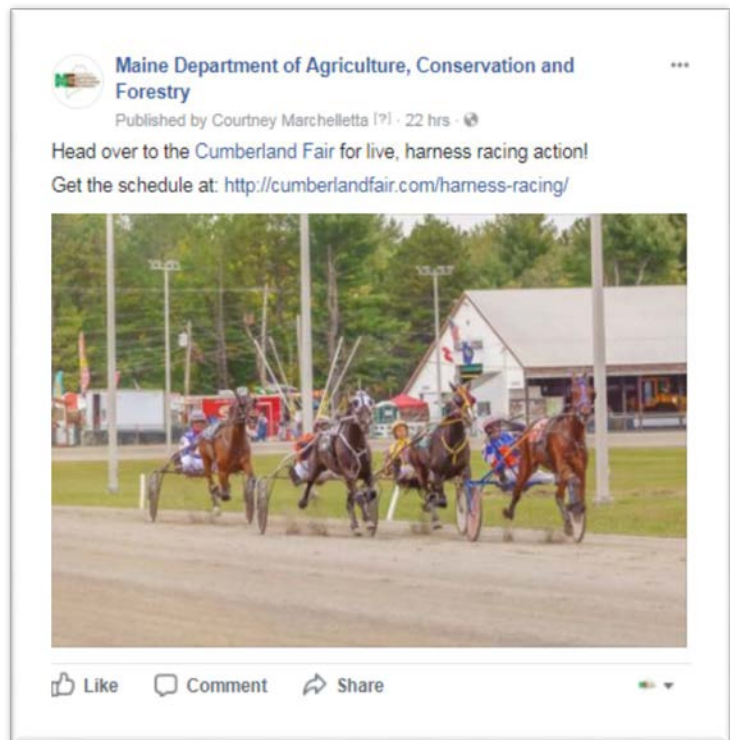 Maine Department of Agriculture, Conservation and
Forestry
Published by Courtney Marchelletta [?] · 22 hrs ·
Head over to the Cumberland Fair for live, harness racing action!
Get the schedule at: http://cumberlandfair.com/harness-racing/
Like Comment Share